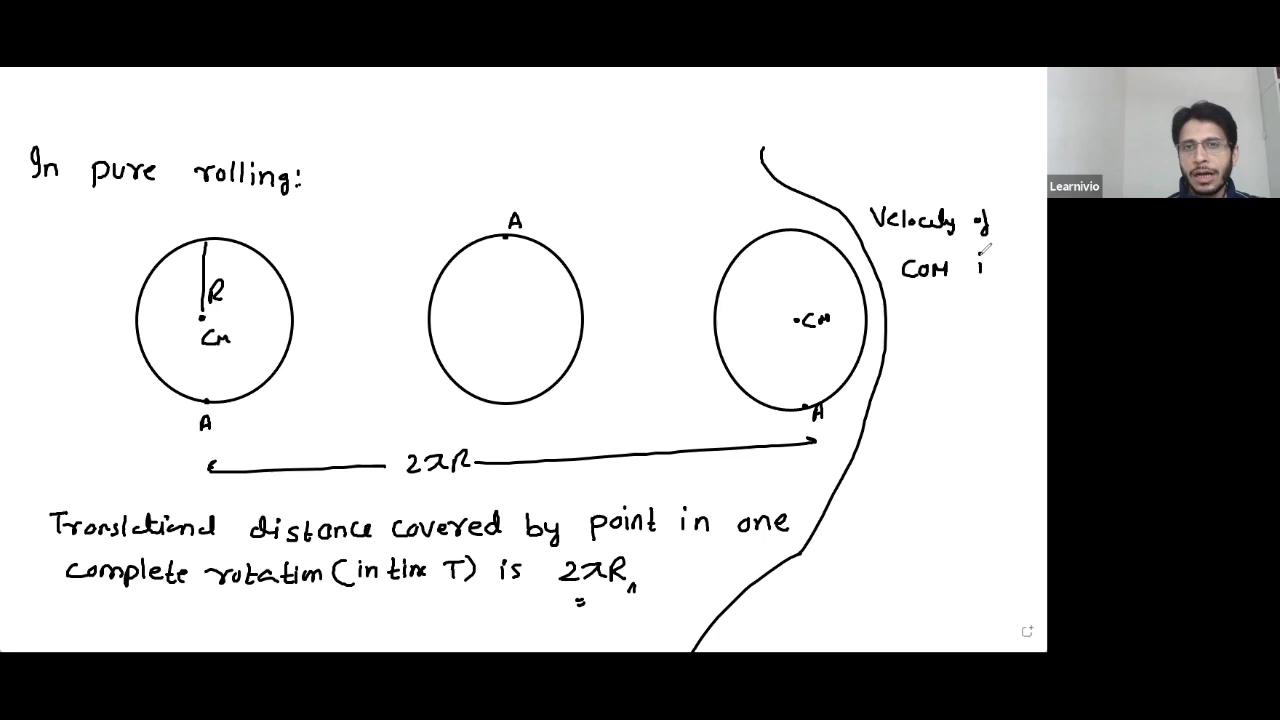 In pure rolling:
A
R
CM
A
CM
A
2πR
Translational distance covered by point in one
complete rotation (in time T) is 2πR
Velocity of
COM i
Learnivio